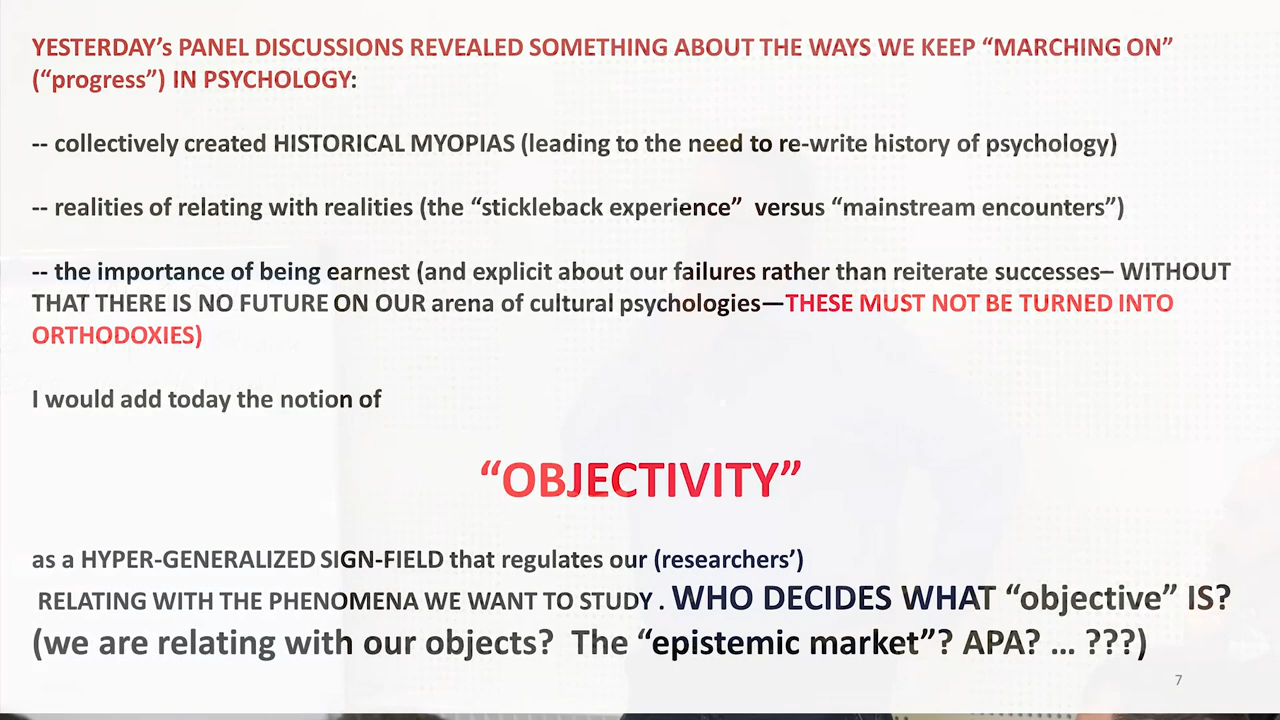 YESTERDAY's PANEL DISCUSSIONS REVEALED SOMETHING ABOUT THE WAYS WE KEEP “MARCHING ON”
(“progress”) IN PSYCHOLOGY:
-- collectively created HISTORICAL MYOPIAS (leading to the need to re-write history of psychology)
-- realities of relating with realities (the “stickleback experience” versus “mainstream encounters”)
-- the importance of being earnest (and explicit about our failures rather than reiterate successes– WITHOUT
THAT THERE IS NO FUTURE ON OUR arena of cultural psychologies—THESE MUST NOT BE TURNED INTO
ORTHODOXIES)
I would add today the notion of
“OBJECTIVITY”
as a HYPER-GENERALIZED SIGN-FIELD that regulates our (researchers’)
RELATING WITH THE PHENOMENA WE WANT TO STUDY . WHO DECIDES WHAT “objective” IS?
(we are relating with our objects? The “epistemic market”? APA? … ???)
7